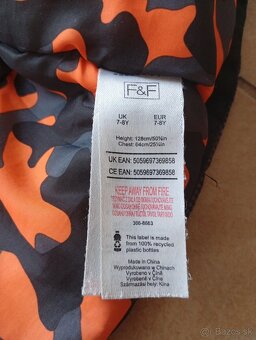 F&F
UK EUR
7-8Y 7-8Y
Height: 128cm/50½in
Chest: 64cm/25¼in
UK EAN: 5059697369858
CE EAN: 5059697369858
KEEP AWAY FROM FIRE
This label is actually
made from 100% recycled
plastic bottles
Made in China
Wyprodukowano w Chinach
Vyrobeno v Číně
Vyrobené v Číne
Származási hely: Kína